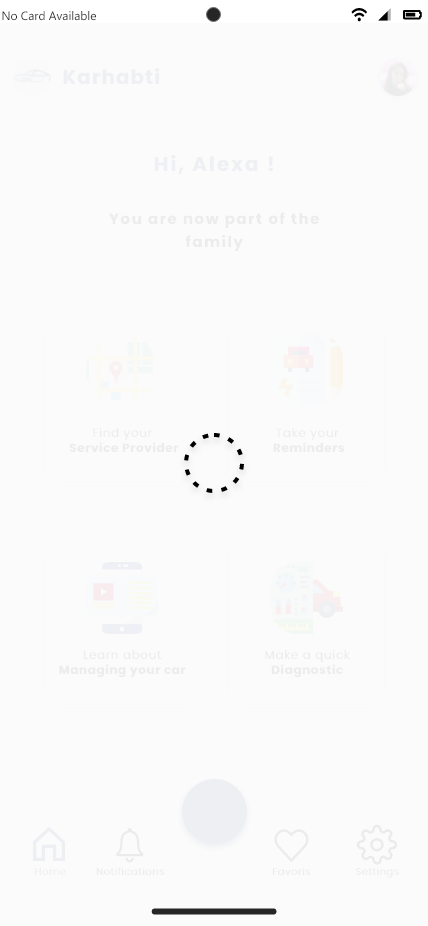 No Card Available
Karhabti
Hi, Alexa !
You are now part of the
family
Find your
Service Provider
Take your
Reminders
Learn about
Managing your car
Make a quick
Diagnostic
Home
Notifications
Favoris
Settings